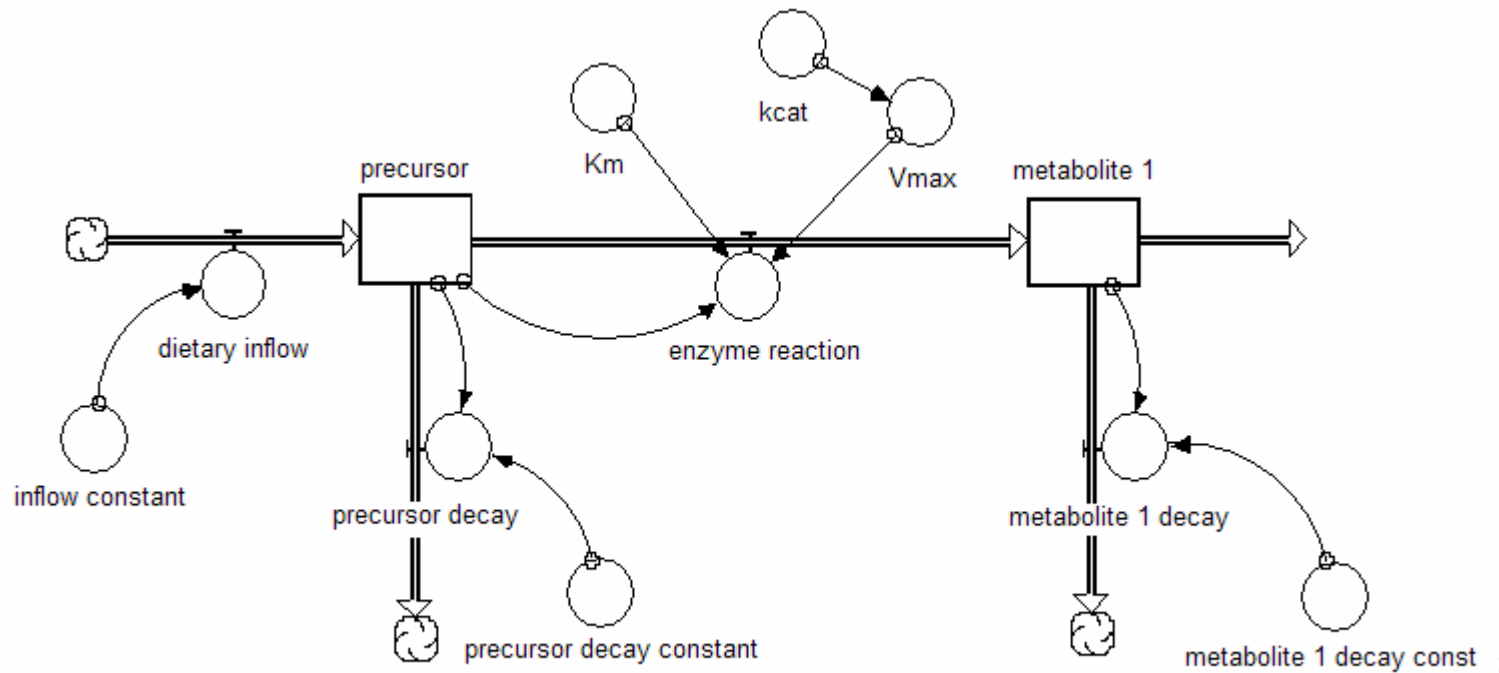 kcat
Km
precursor
Vmax
metabolite 1
dietary inflow
enzyme reaction
inflow constant
precursor decay
metabolite 1 decay
precursor decay constant
metabolite 1 decay const